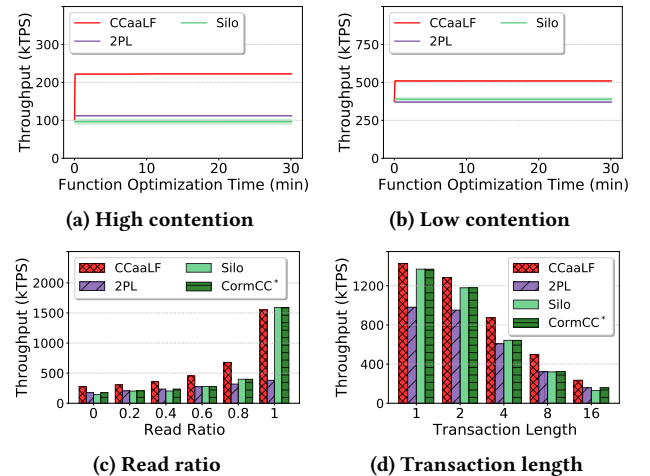 CCaaLF
2PL
Silo
Throughput (kTPS)
300
200
100
0
0 10 20 30
Function Optimization Time (min)
(a) High contention
CCaaLF
2PL
Silo
Throughput (kTPS)
750
500
250
0
0 10 20 30
Function Optimization Time (min)
(b) Low contention
CCaaLF
2PL
Silo
CormCC*
Throughput (kTPS)
2000
1500
1000
500
0
0 0.2 0.4 0.6 0.8 1
Read Ratio
(c) Read ratio
CCaaLF
2PL
Silo
CormCC*
Throughput (kTPS)
1200
800
400
0
1 2 4 8 16
Transaction Length
(d) Transaction length